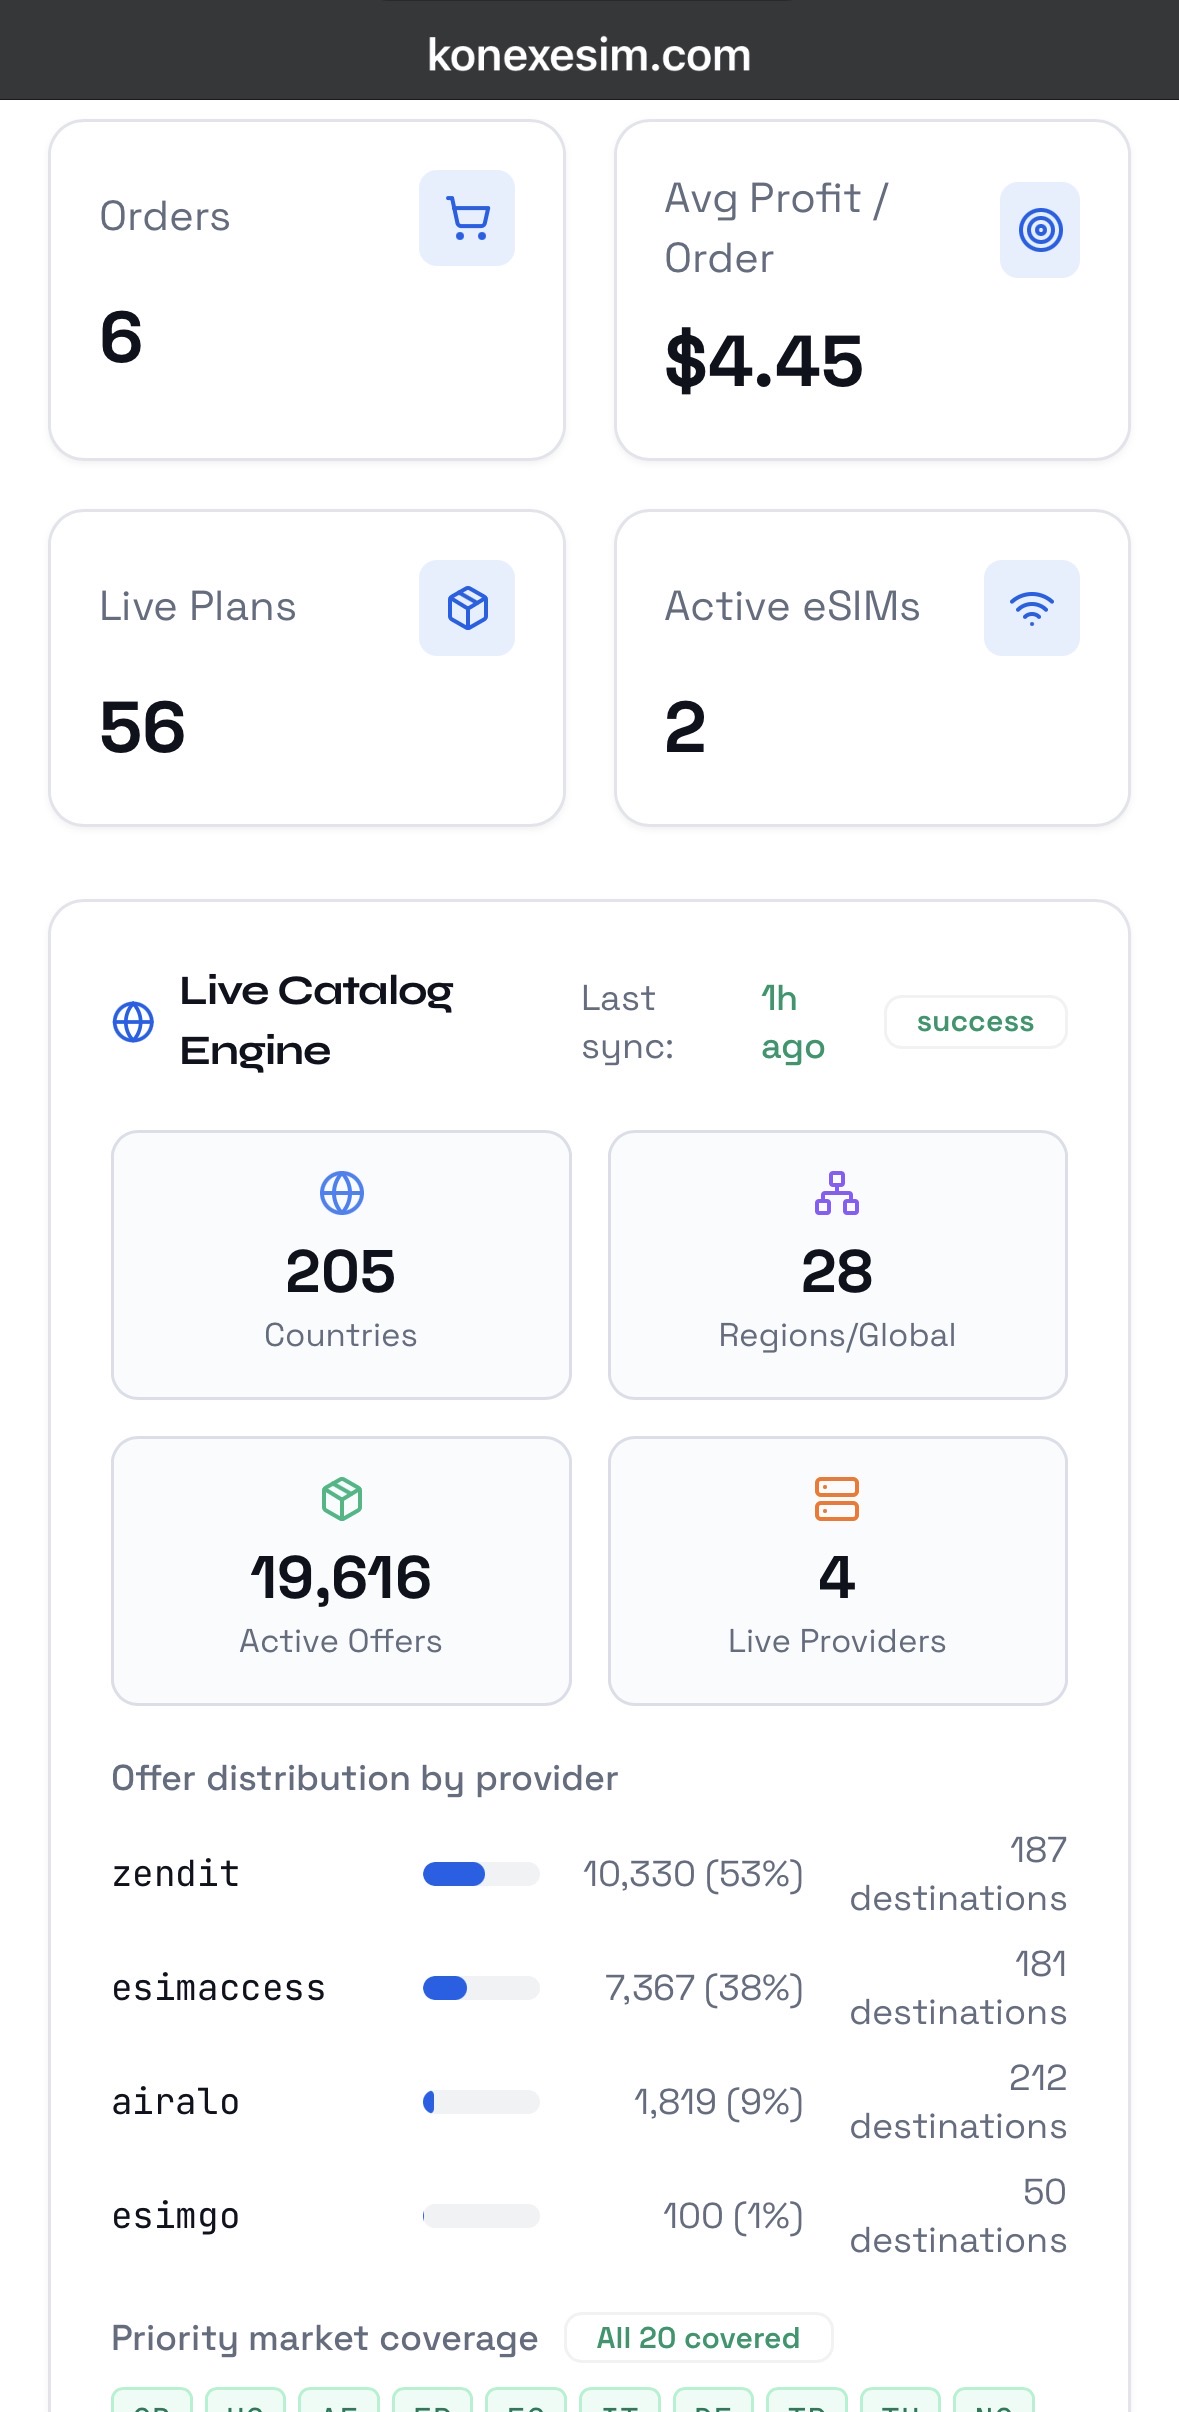 konexesim.com
Orders
6
Avg Profit /
Order
$4.45
Live Plans
56
Active eSIMs
2
Live Catalog
Engine
Last
sync:
1h
ago
success
205
Countries
28
Regions/Global
19,616
Active Offers
4
Live Providers
Offer distribution by provider
zendit
10,330 (53%)
187
destinations
esimaccess
7,367 (38%)
181
destinations
airalo
1,819 (9%)
212
destinations
esimgo
100 (1%)
50
destinations
Priority market coverage
All 20 covered